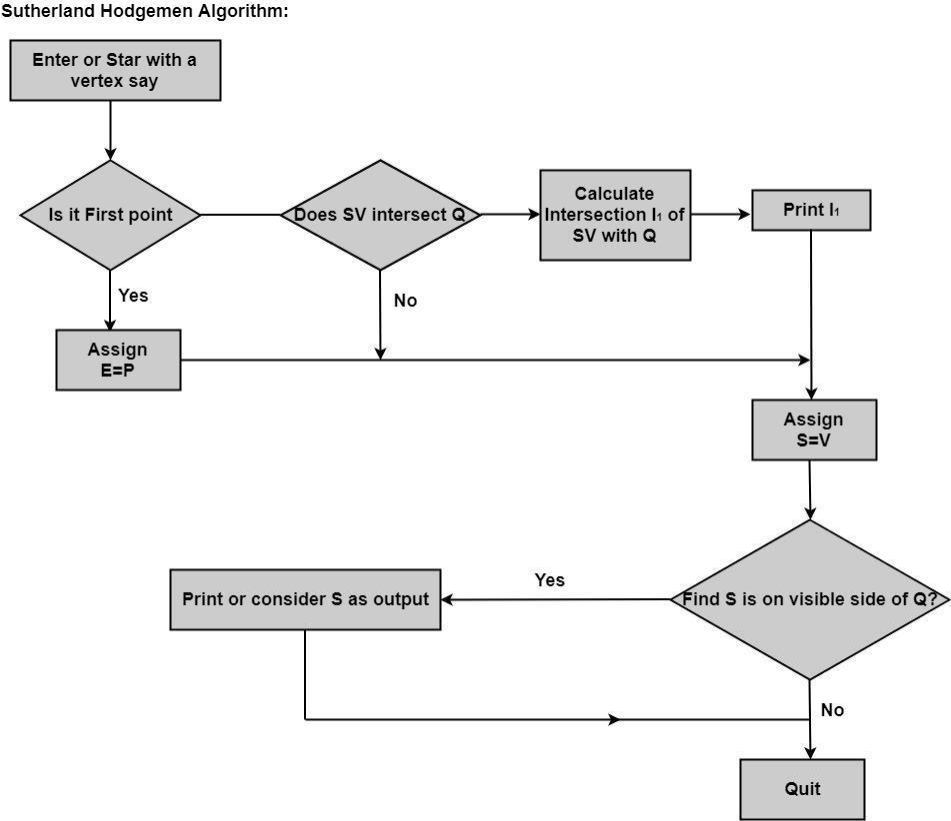 Sutherland Hodgemen Algorithm:
Enter or Star with a
vertex say
Is it First point
Does SV intersect Q
Calculate
Intersection I₁ of
SV with Q
Print I₁
Yes
No
Assign
E=P
Assign
S=V
Yes
Print or consider S as output
Find S is on visible side of Q?
No
Quit